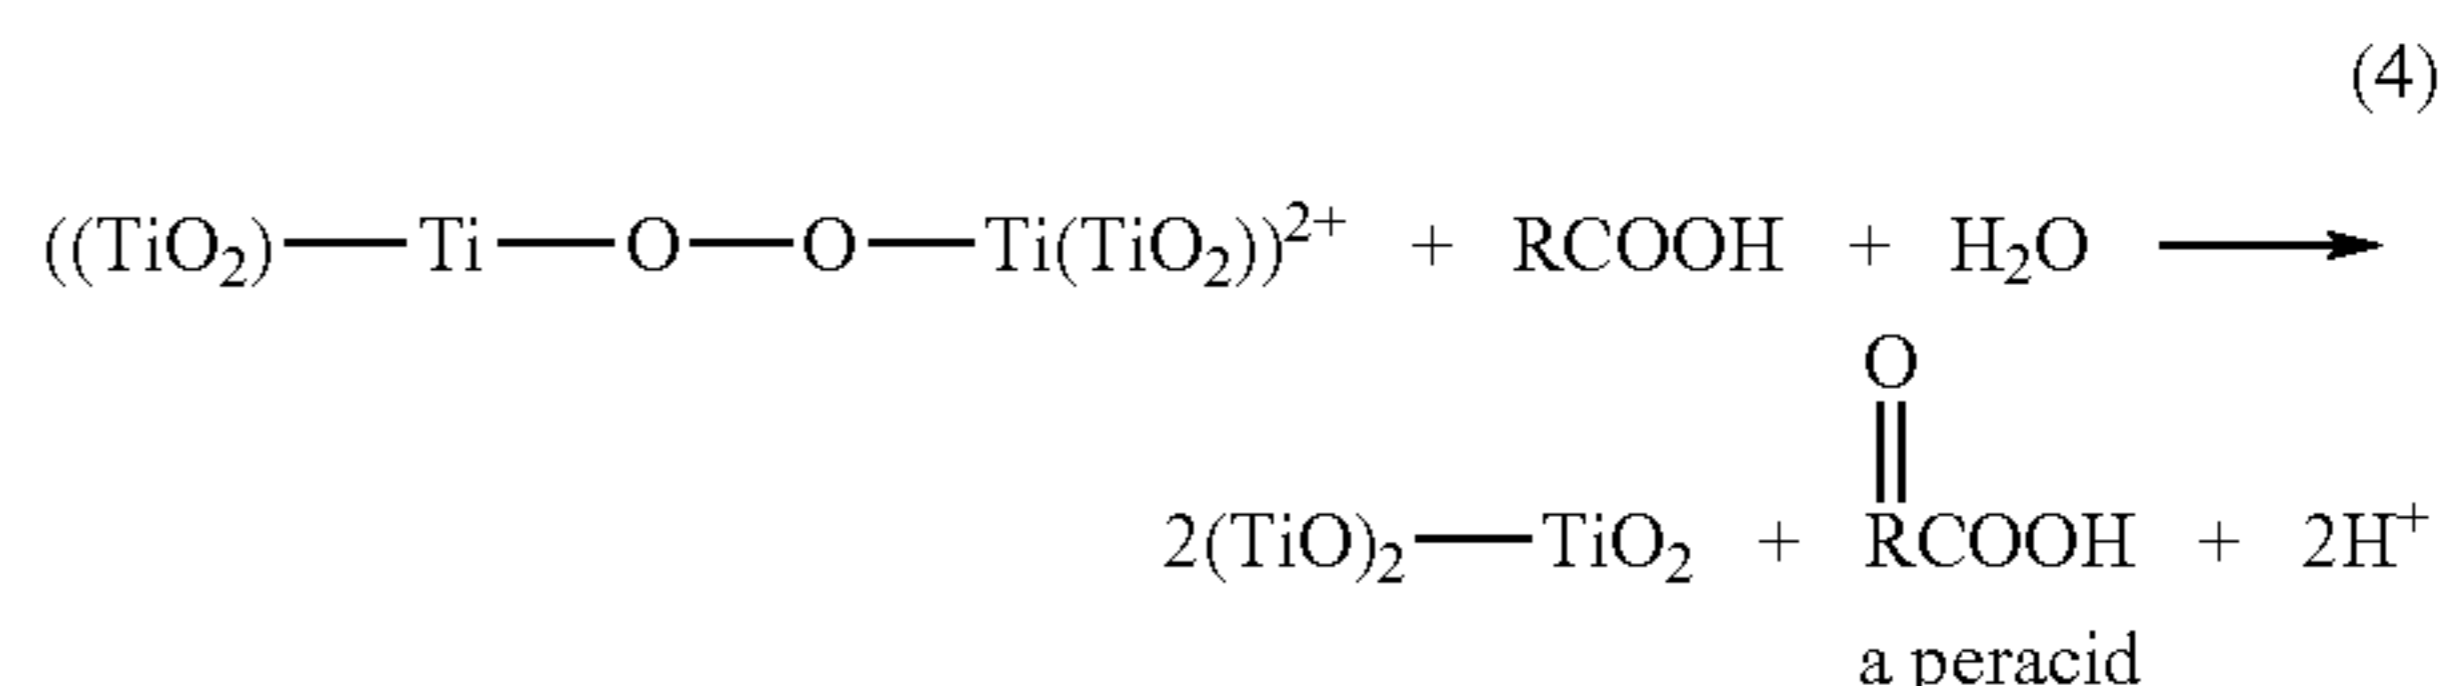 (4)
((TiO₂)—Ti—O—O—Ti(TiO₂))²⁺ + RCOOH + H₂O ⟶
O
2(TiO)₂—TiO₂ + RCOOH + 2H⁺
a peracid